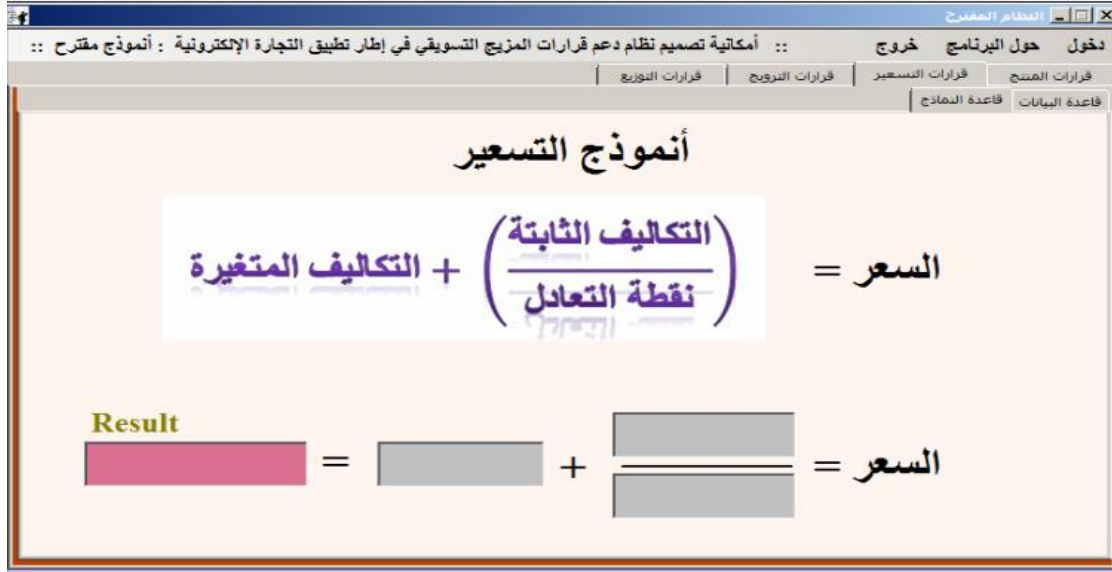 النظام المقترح
دخول حول البرنامج خروج :: أمكانية تصميم نظام دعم قرارات المزيج التسويقي في إطار تطبيق التجارة الإلكترونية : أنموذج مقترح ::
قرارات المنتج قرارات التسعير قرارات الترويج قرارات التوزيع
قاعدة البيانات قاعدة النماذج
أنموذج التسعير
السعر = (التكاليف الثابتة
نقطة التعادل) + التكاليف المتغيرة
Result
السعر = + =